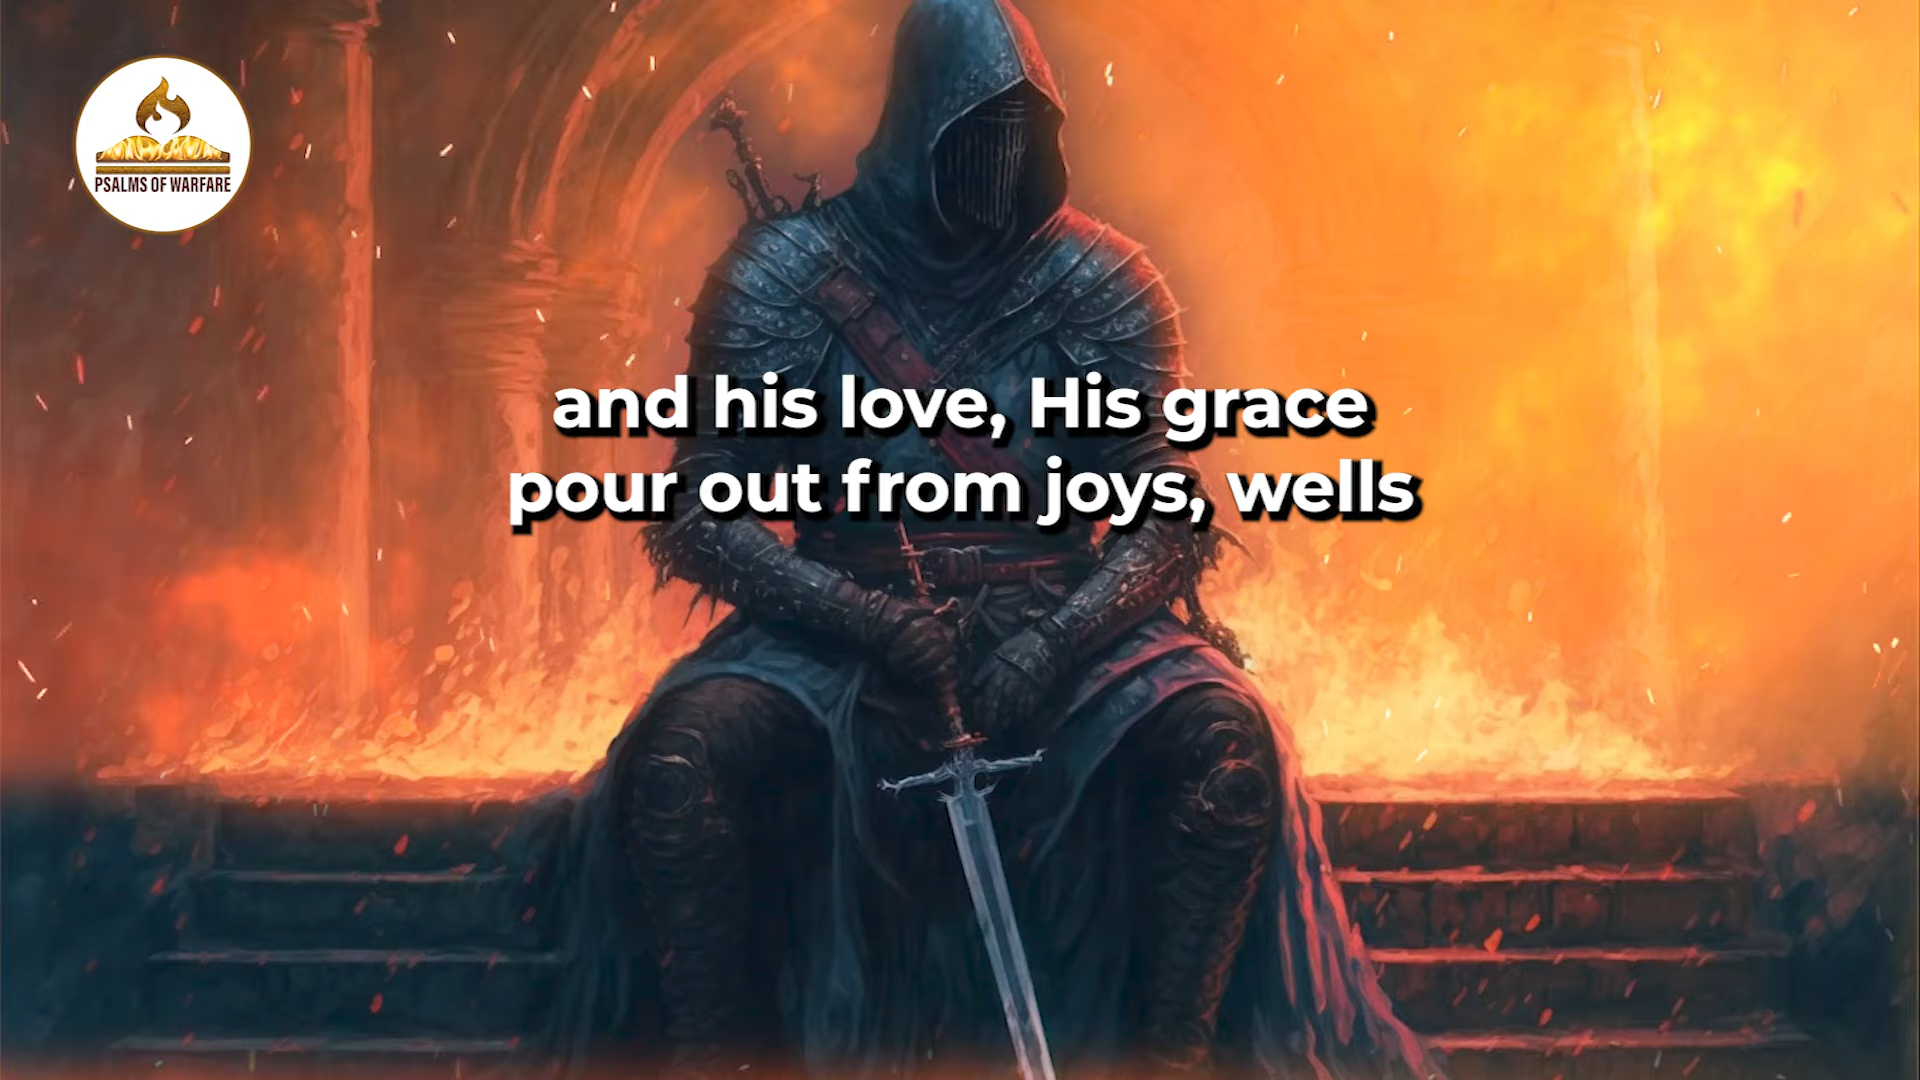 PSALMS OF WARFARE
and his love, His grace
pour out from joys, wells